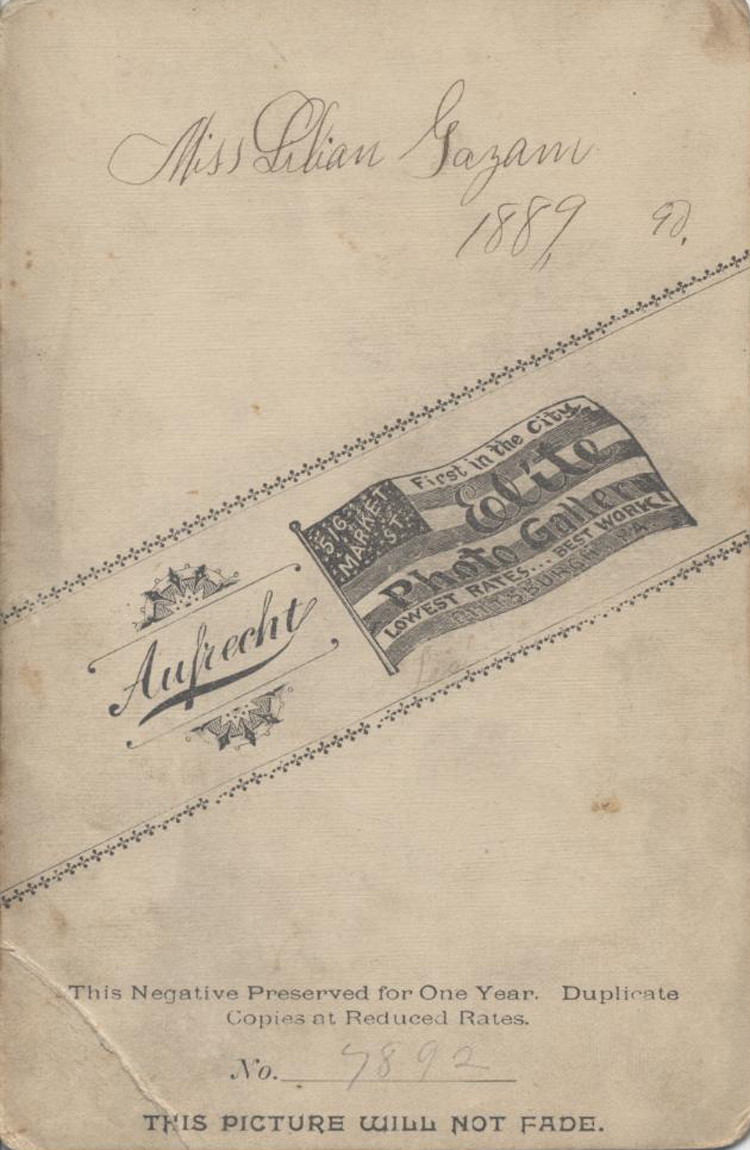 Miss Lilian Gazam
1889,
90,
516
MARKET
ST.
First in the City
Elite
Photo Gallery
LOWEST RATES... BEST WORK!
PITTSBURGH PA
Aufrecht
This Negative Preserved for One Year. Duplicate
Copies at Reduced Rates.
No. 7892
THIS PICTURE WILL NOT FADE.